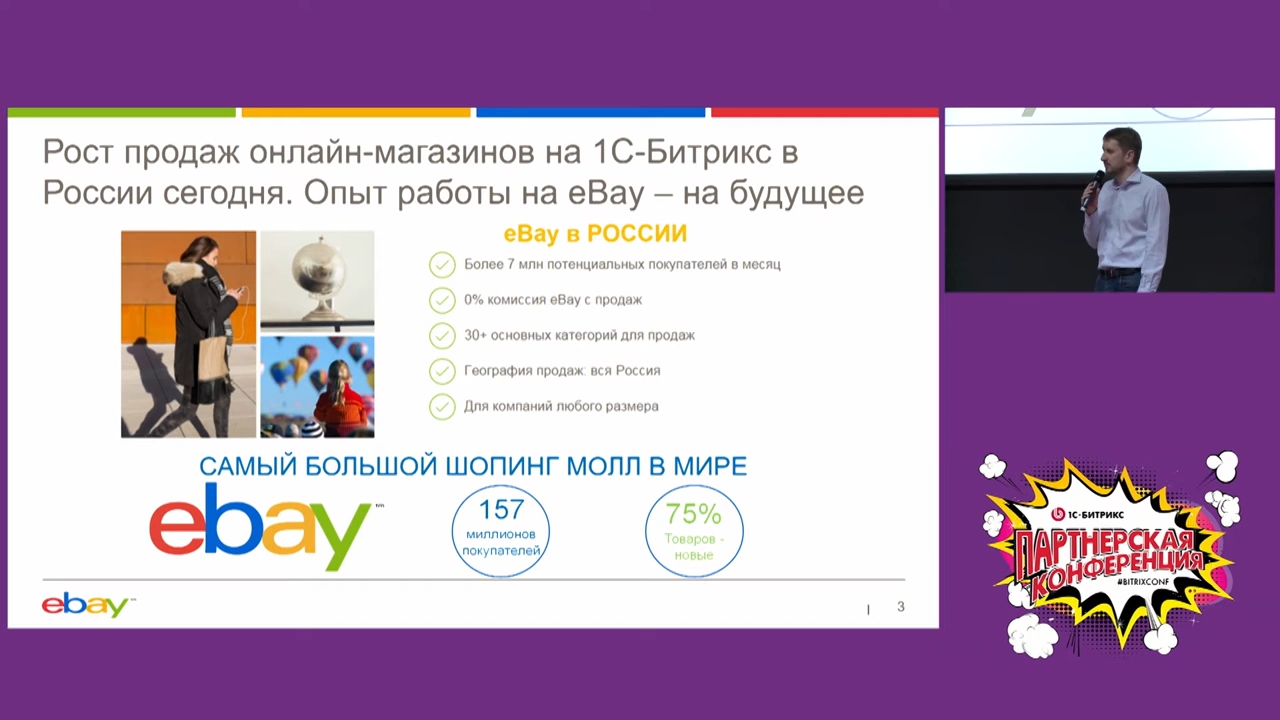 Рост продаж онлайн-магазинов на 1С-Битрикс в
России сегодня. Опыт работы на eBay – на будущее
eBay в РОССИИ
Более 7 млн потенциальных покупателей в месяц
0% комиссия eBay с продаж
30+ основных категорий для продаж
География продаж: вся Россия
Для компаний любого размера
САМЫЙ БОЛЬШОЙ ШОПИНГ МОЛЛ В МИРЕ
ebay™
157
миллионов
покупателей
75%
Товаров -
новые
ebay™
3
1С-БИТРИКС
ПАРТНЕРСКАЯ
КОНФЕРЕНЦИЯ
#BITRIXCONF